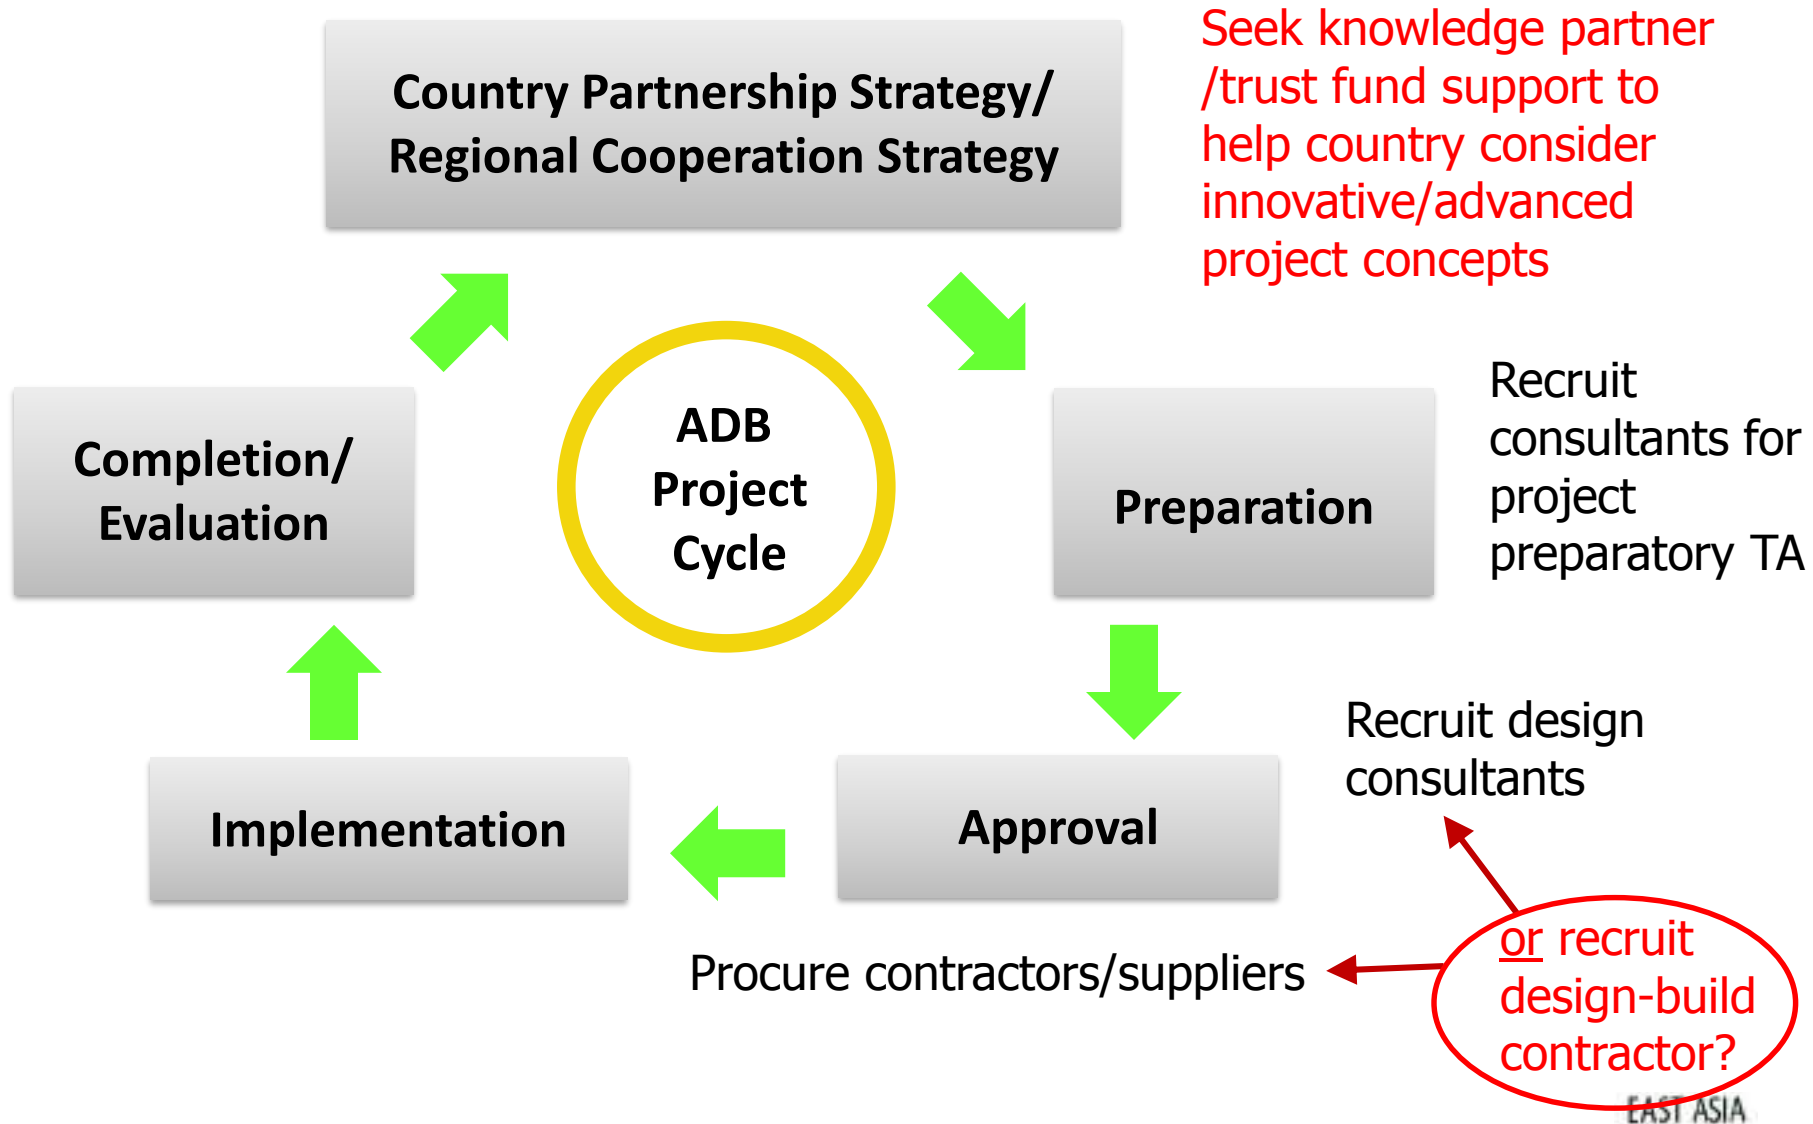 Country Partnership Strategy/
Regional Cooperation Strategy
Seek knowledge partner
/trust fund support to
help country consider
innovative/advanced
project concepts
ADB
Project
Cycle
Completion/
Evaluation
Preparation
Recruit
consultants for
project
preparatory TA
Implementation
Approval
Recruit design
consultants
Procure contractors/suppliers
or recruit
design-build
contractor?
EAST ASIA